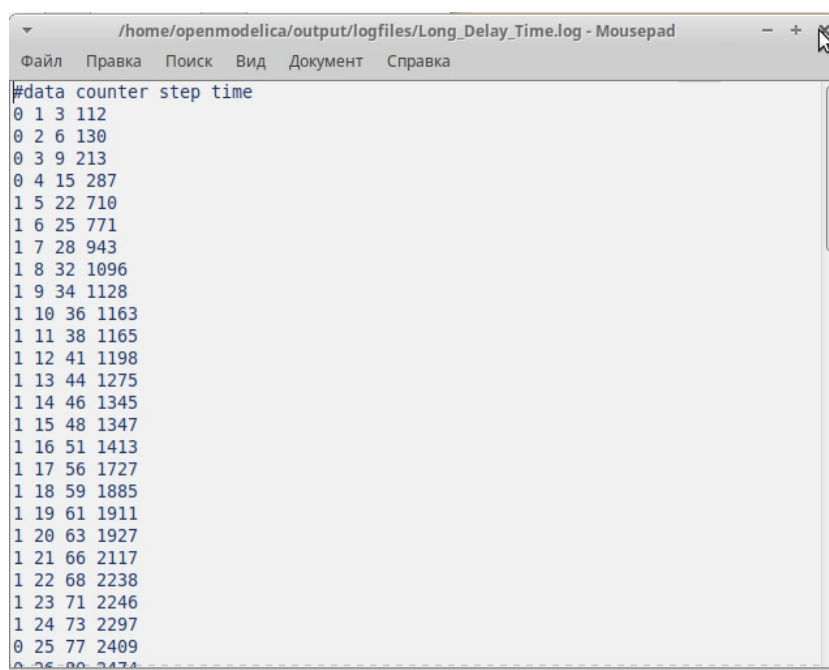 /home/openmodelica/output/logfiles/Long_Delay_Time.log - Mousepad
Файл Правка Поиск Вид Документ Справка
#data counter step time
0 1 3 112
0 2 6 130
0 3 9 213
0 4 15 287
1 5 22 710
1 6 25 771
1 7 28 943
1 8 32 1096
1 9 34 1128
1 10 36 1163
1 11 38 1165
1 12 41 1198
1 13 44 1275
1 14 46 1345
1 15 48 1347
1 16 51 1413
1 17 56 1727
1 18 59 1885
1 19 61 1911
1 20 63 1927
1 21 66 2117
1 22 68 2238
1 23 71 2246
1 24 73 2297
0 25 77 2409